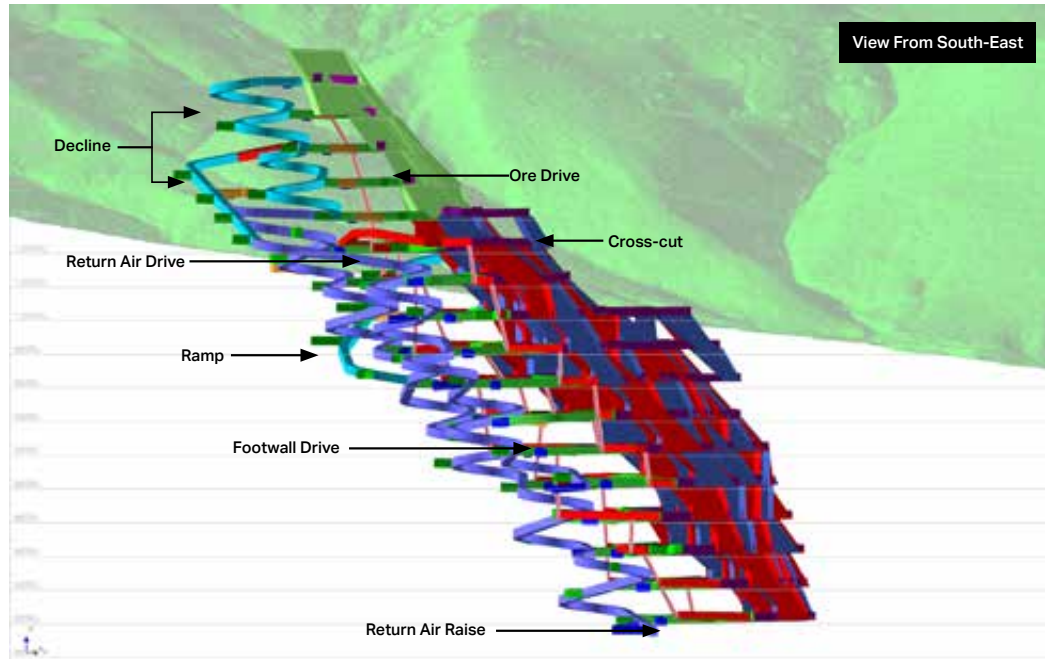 View From South-East
Decline
Ore Drive
Cross-cut
Return Air Drive
Ramp
Footwall Drive
Return Air Raise